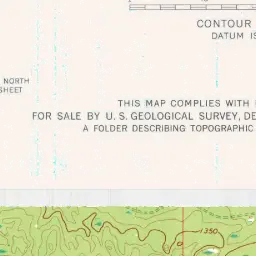 CONTOUR
DATUM IS
NORTH
SHEET
THIS MAP COMPLIES WITH
FOR SALE BY U. S. GEOLOGICAL SURVEY, DE
A FOLDER DESCRIBING TOPOGRAPHIC
1350